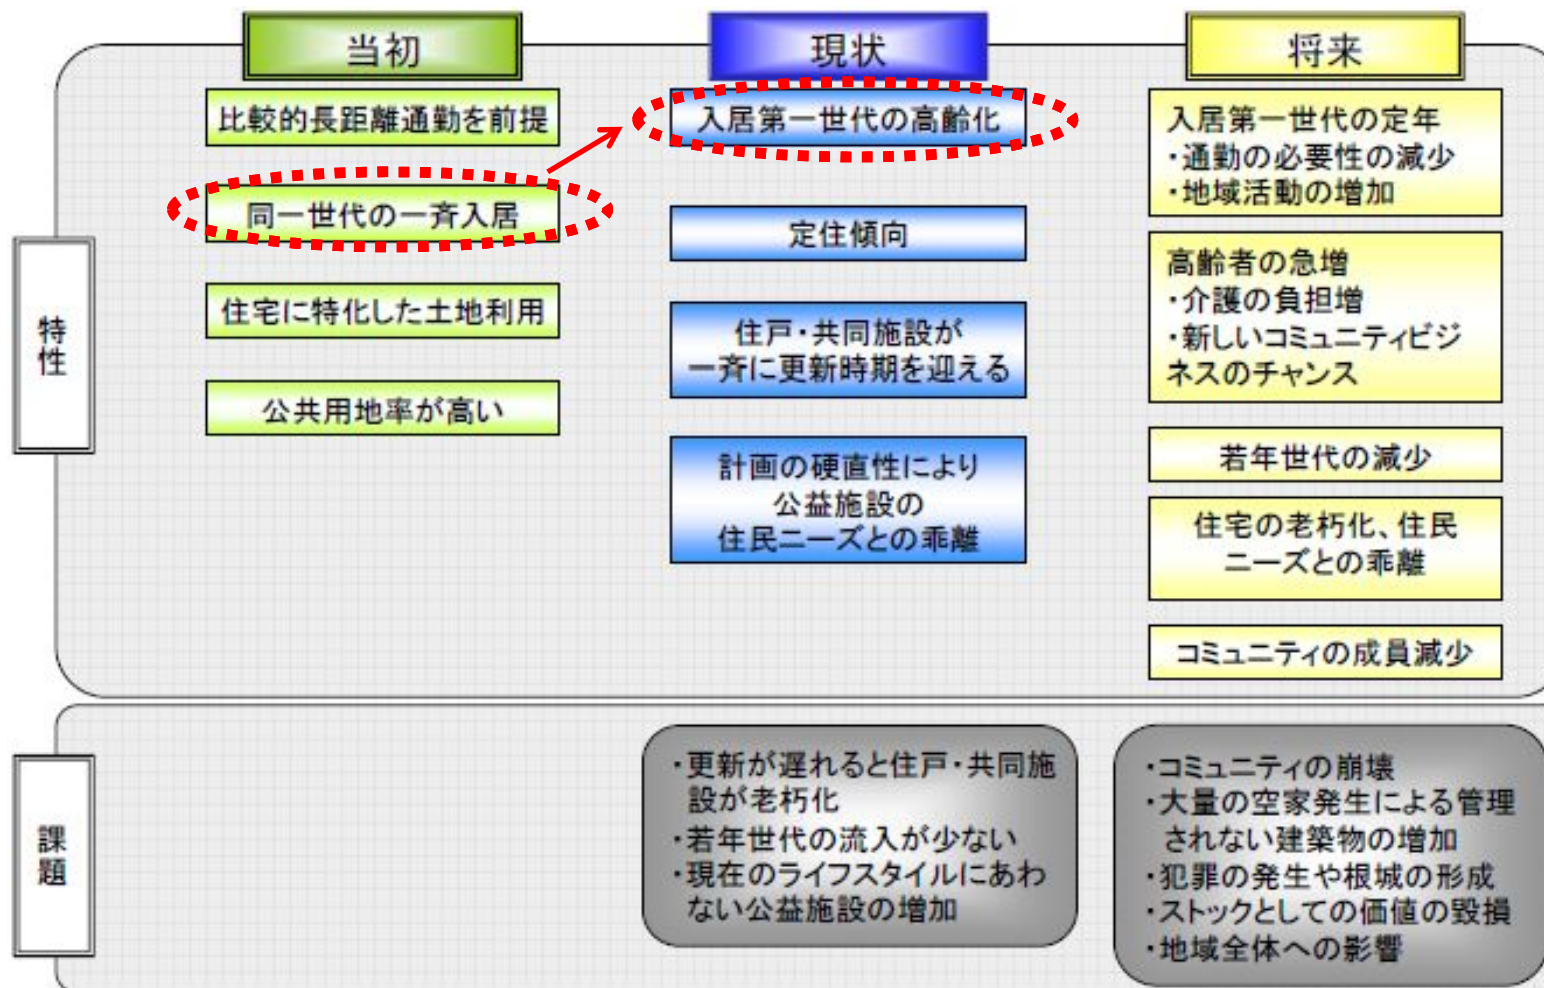 当初
現状
将来
特性
比較的長距離通勤を前提
同一世代の一斉入居
住宅に特化した土地利用
公共用地率が高い
入居第一世代の高齢化
定住傾向
住戸・共同施設が
一斉に更新時期を迎える
計画の硬直性により
公益施設の
住民ニーズとの乖離
入居第一世代の定年
・通勤の必要性の減少
・地域活動の増加
高齢者の急増
・介護の負担増
・新しいコミュニティビジ
ネスのチャンス
若年世代の減少
住宅の老朽化、住民
ニーズとの乖離
コミュニティの成員減少
課題
・更新が遅れると住戸・共同施
設が老朽化
・若年世代の流入が少ない
・現在のライフスタイルにあわ
ない公益施設の増加
・コミュニティの崩壊
・大量の空家発生による管理
されない建築物の増加
・犯罪の発生や根城の形成
・ストックとしての価値の毀損
・地域全体への影響